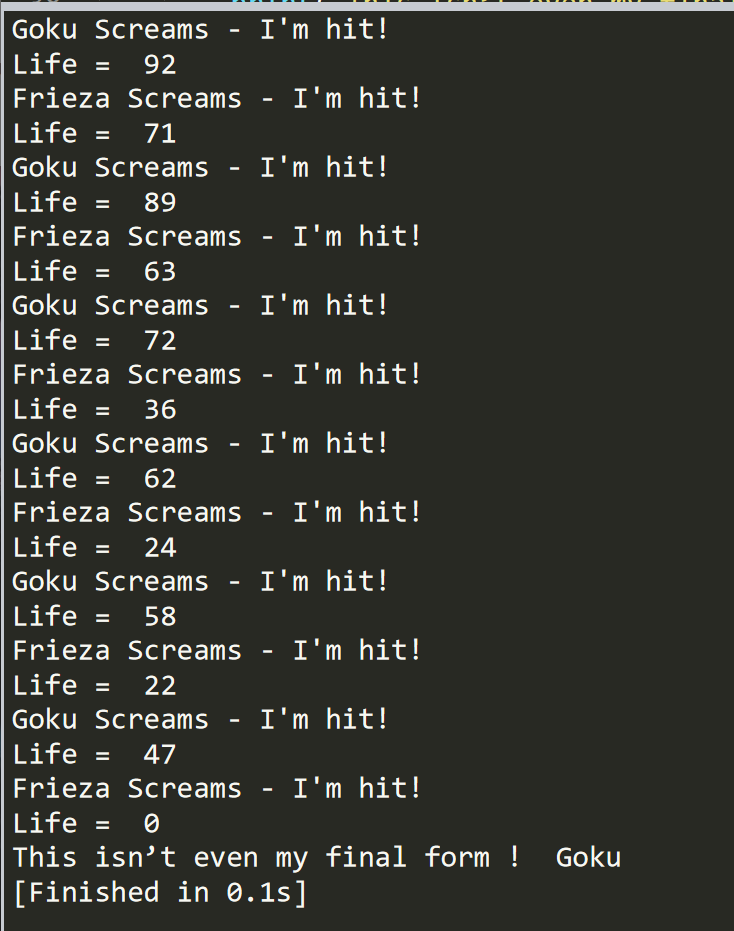 Goku Screams - I'm hit!
Life =  92
Frieza Screams - I'm hit!
Life =  71
Goku Screams - I'm hit!
Life =  89
Frieza Screams - I'm hit!
Life =  63
Goku Screams - I'm hit!
Life =  72
Frieza Screams - I'm hit!
Life =  36
Goku Screams - I'm hit!
Life =  62
Frieza Screams - I'm hit!
Life =  24
Goku Screams - I'm hit!
Life =  58
Frieza Screams - I'm hit!
Life =  22
Goku Screams - I'm hit!
Life =  47
Frieza Screams - I'm hit!
Life =  0
This isn’t even my final form !  Goku
[Finished in 0.1s]